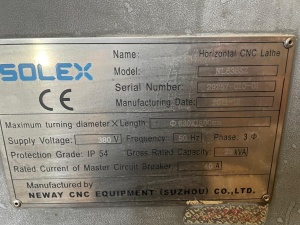 SOLEX
CE
Name: Horizontal CNC Lathe
Model:
Serial Number:
Manufacturing Date:
Maximum turning diameter X Length:
Supply Voltage: 380 V Frequency: 50 Hz Phase: 3 Φ
Protection Grade: IP 54 Gross Rated Capacity: kVA
Rated Current of Master Circuit Breaker: A
Manufactured by
NEWAY CNC EQUIPMENT (SUZHOU) CO.,LTD.